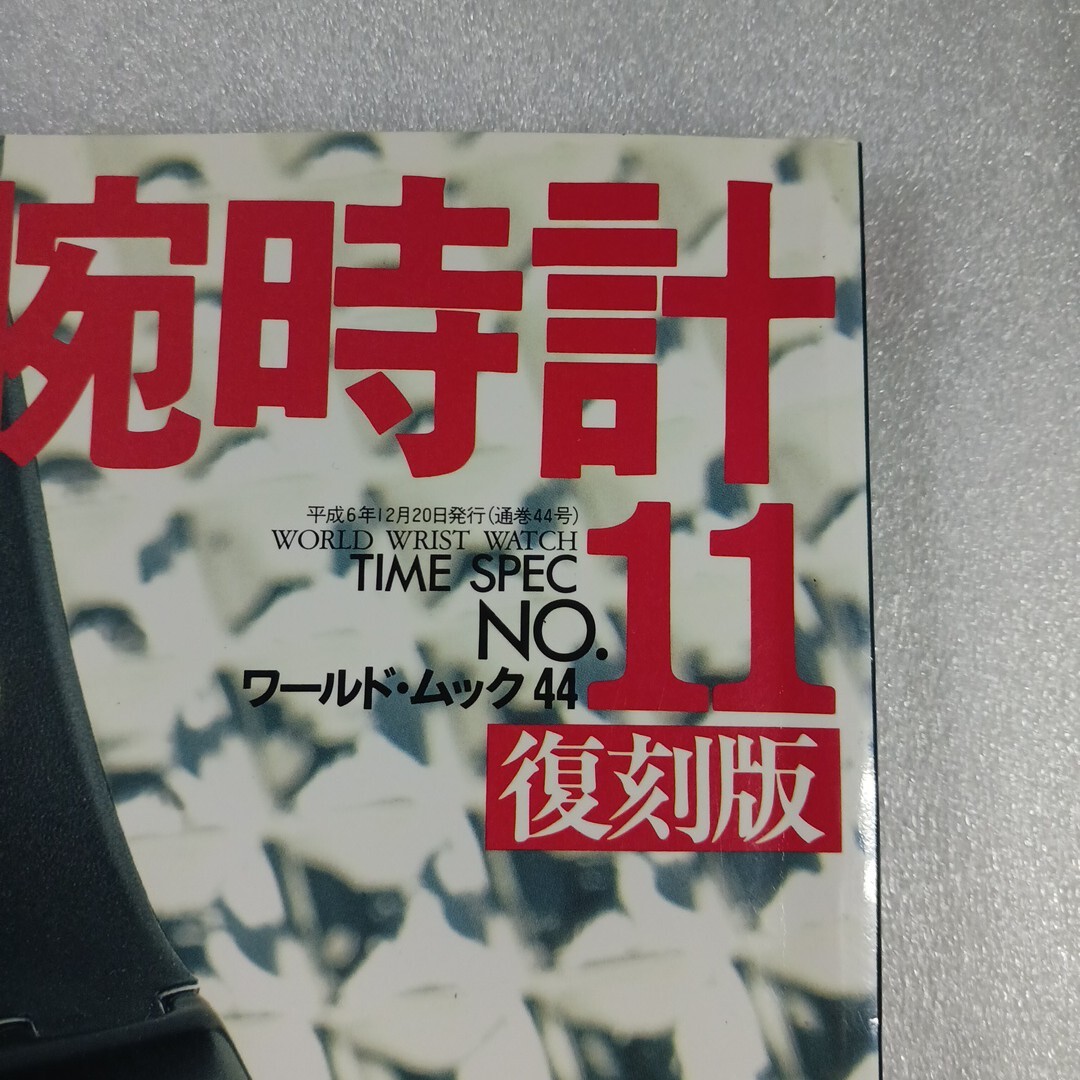 腕時計
平成6年12月20日発行(通巻44号)
WORLD WRIST WATCH
TIME SPEC
NO.11
ワールド・ムック 44
復刻版